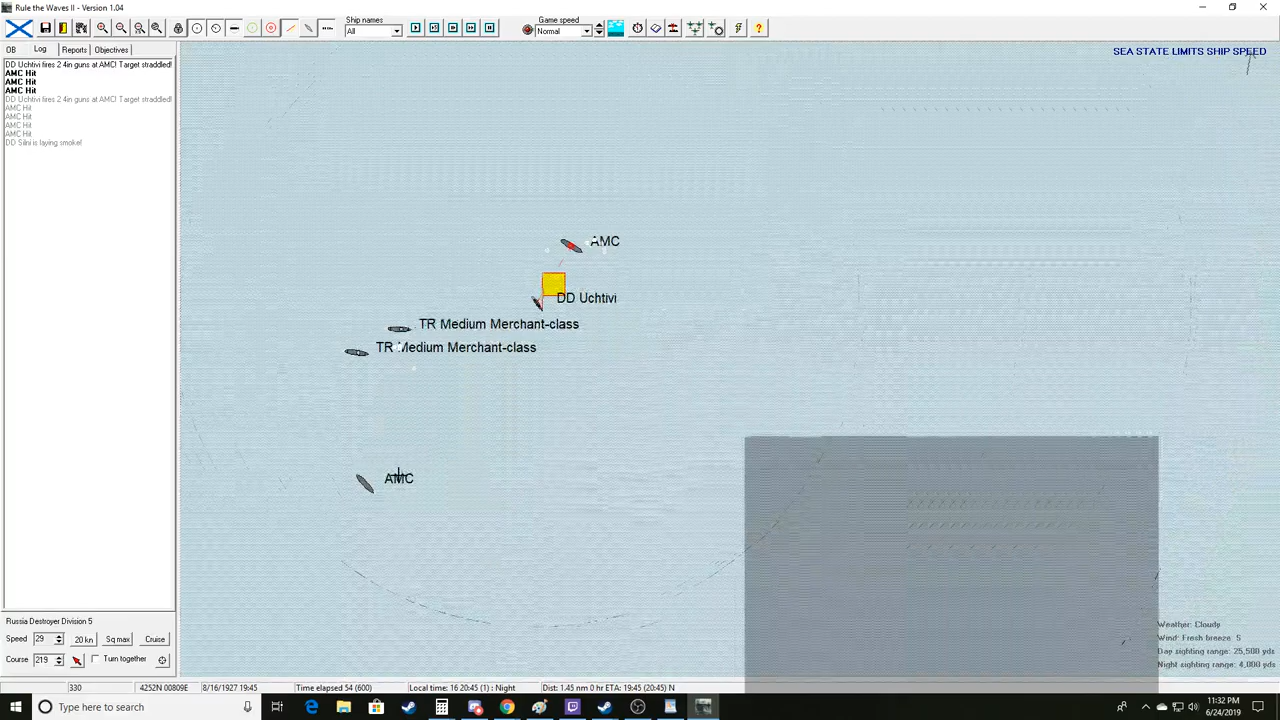 Rule the Waves II - Version 1.04
Ship names
All
Game speed
Normal
OB Log Reports Objectives
SEA STATE LIMITS SHIP SPEED
DD Uchtivi fires 2 4in guns at AMC! Target straddled!
AMC Hit
AMC Hit
AMC Hit
DD Uchtivi fires 2 4in guns at AMC! Target straddled!
AMC Hit
AMC Hit
AMC Hit
AMC Hit
DD Silni is laying smoke!
AMC
DD Uchtivi
TR Medium Merchant-class
TR Medium Merchant-class
AMC
Russia Destroyer Division 5
Speed 29 20 kn Sq max Cruise
Course 219 Turn together
Weather: Cloudy
Wind: Fresh breeze 5
Day sighting range: 25,500 yds
Night sighting range: 4,000 yds
330 4252N 00809E 8/16/1927 19:45 Time elapsed 54 (600) Local time: 16 20:45 (1) : Night Dist: 1.45 nm 0 hr ETA: 19:45 (20:45) N
Type here to search
11:32 PM
6/24/2019